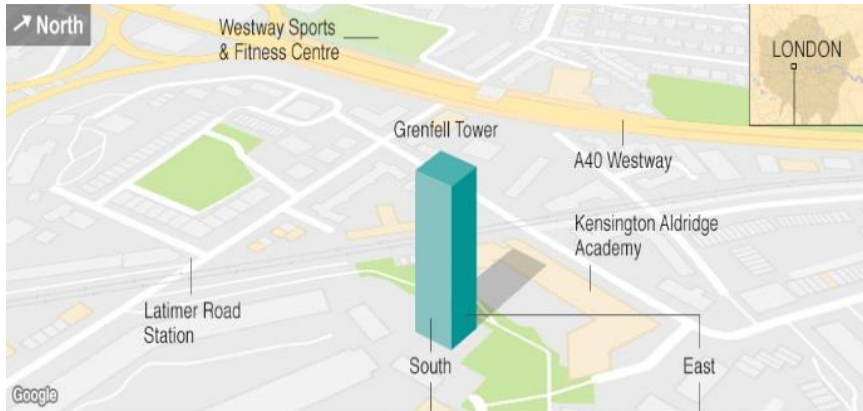 North
Westway Sports
& Fitness Centre
LONDON
Grenfell Tower
A40 Westway
Kensington Aldridge
Academy
Latimer Road
Station
South
East
Google